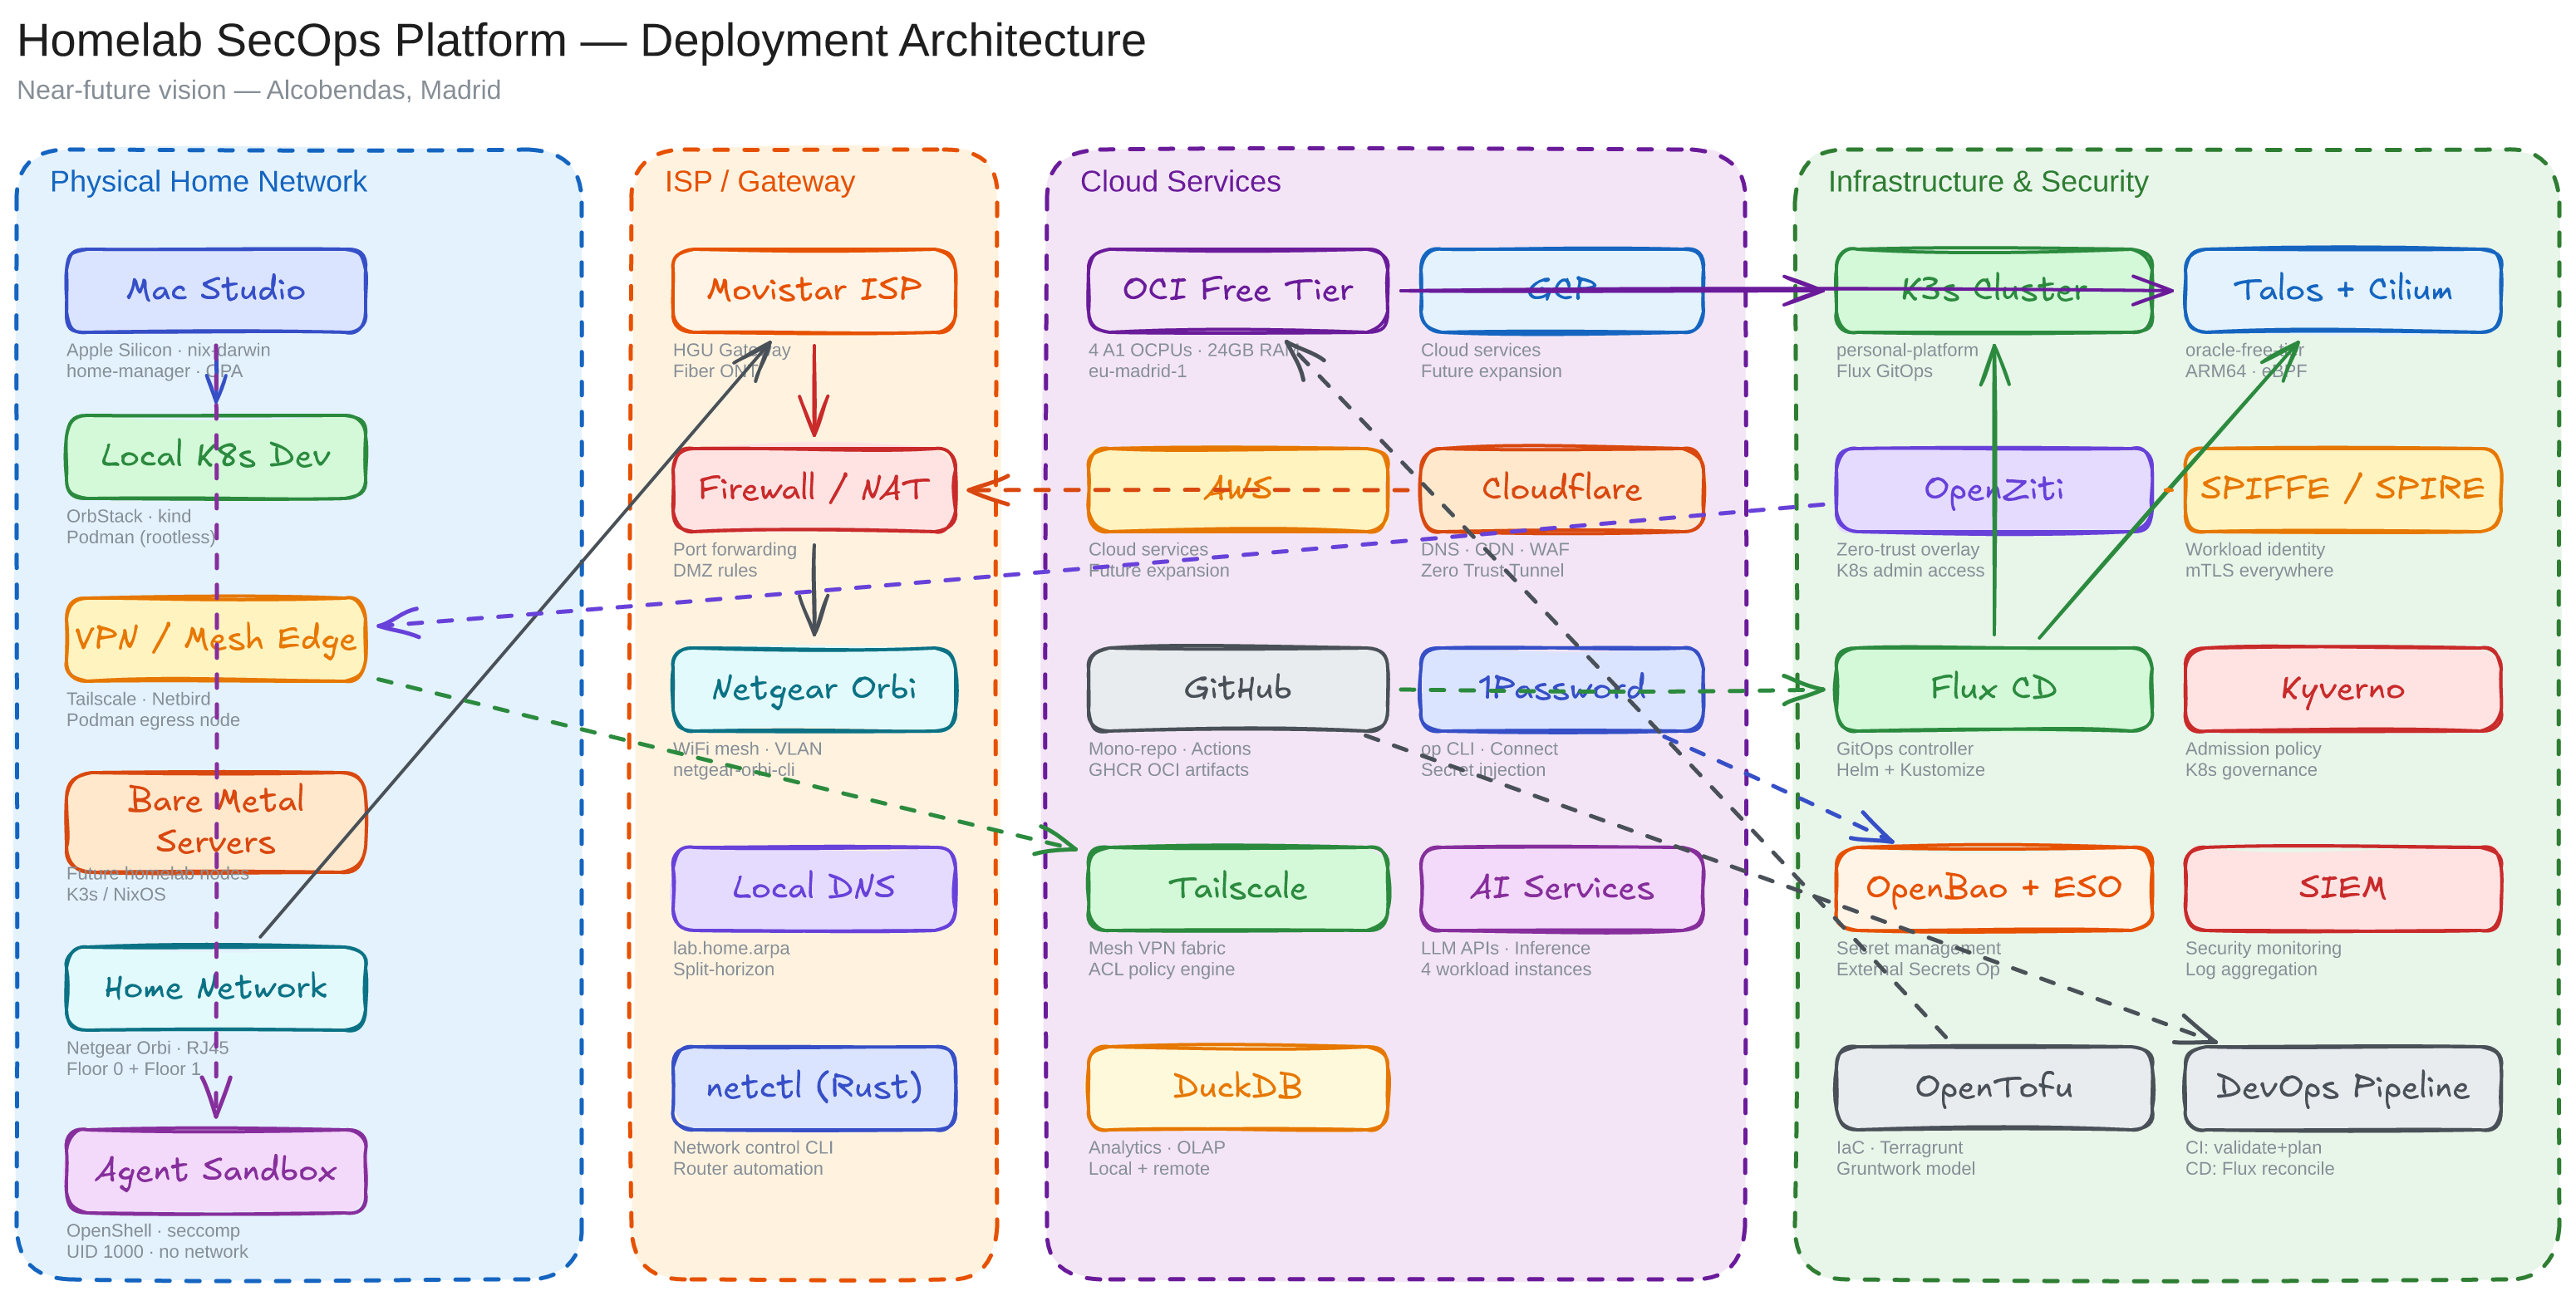 Homelab SecOps Platform — Deployment Architecture
Near-future vision — Alcobendas, Madrid
Physical Home Network
Mac Studio
Apple Silicon · nix-darwin
home-manager · OPA
Local K8s Dev
OrbStack · kind
Podman (rootless)
VPN / Mesh Edge
Tailscale · Netbird
Podman egress node
Bare Metal
Servers
Future homelab nodes
K3s / NixOS
Home Network
Netgear Orbi · RJ45
Floor 0 + Floor 1
Agent Sandbox
OpenShell · seccomp
UID 1000 · no network
ISP / Gateway
Movistar ISP
HGU Gateway
Fiber ONT
Firewall / NAT
Port forwarding
DMZ rules
Netgear Orbi
WiFi mesh · VLAN
netgear-orbi-cli
Local DNS
lab.home.arpa
Split-horizon
netctl (Rust)
Network control CLI
Router automation
Cloud Services
OCI Free Tier
4 A1 OCPUs · 24GB RAM
eu-madrid-1
GCP
Cloud services
Future expansion
AWS
Cloud services
Future expansion
Cloudflare
DNS · CDN · WAF
Zero Trust Tunnel
GitHub
Mono-repo · Actions
GHCR OCI artifacts
1Password
op CLI · Connect
Secret injection
Tailscale
Mesh VPN fabric
ACL policy engine
AI Services
LLM APIs · Inference
4 workload instances
DuckDB
Analytics · OLAP
Local + remote
Infrastructure & Security
K3s Cluster
personal-platform
Flux GitOps
Talos + Cilium
oracle-free-tier
ARM64 · eBPF
OpenZiti
Zero-trust overlay
K8s admin access
SPIFFE / SPIRE
Workload identity
mTLS everywhere
Flux CD
GitOps controller
Helm + Kustomize
Kyverno
Admission policy
K8s governance
OpenBao + ESO
Secret management
External Secrets Op
SIEM
Security monitoring
Log aggregation
OpenTofu
IaC · Terragrunt
Gruntwork model
DevOps Pipeline
CI: validate+plan
CD: Flux reconcile